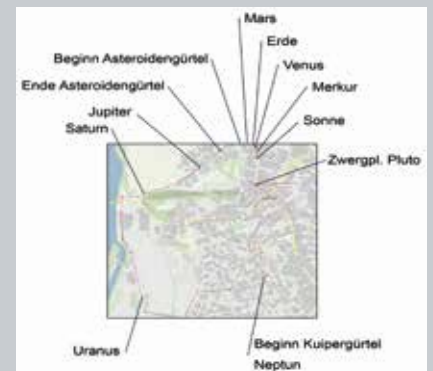 Mars
Erde
Beginn Asteroidengürtel
Venus
Ende Asteroidengürtel
Merkur
Jupiter
Sonne
Saturn
Zwergpl. Pluto
Uranus
Beginn Kuipergürtel
Neptun